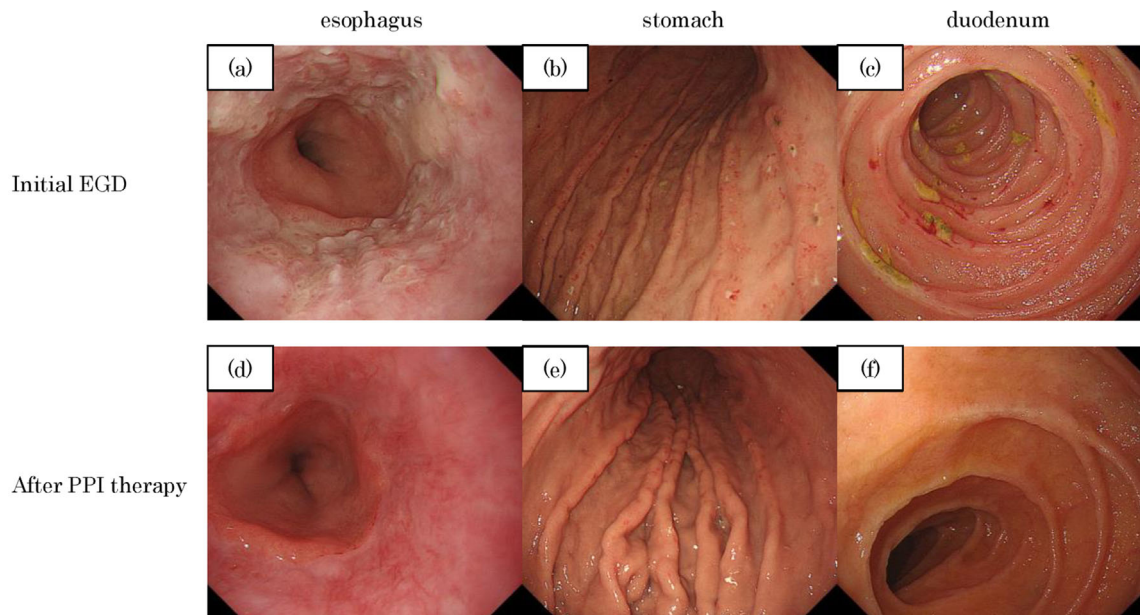 esophagus stomach duodenum
Initial EGD
(a) (b) (c)
After PPI therapy
(d) (e) (f)